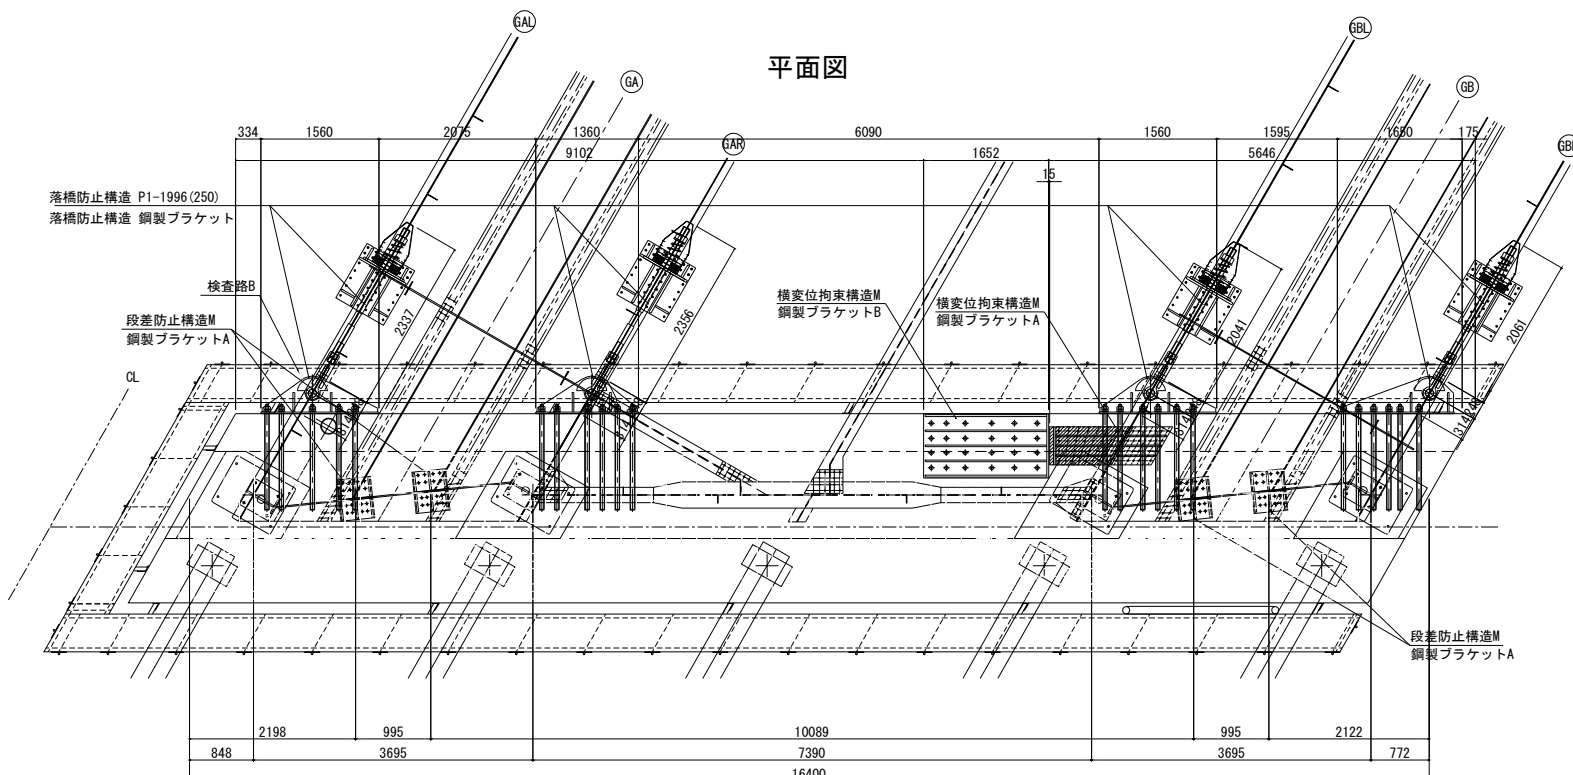 GAL
GBL
平面図
GA
GB
GAR
334 1560 2075 1360 6090 1560 1595 1650 175
9102 1652 5646
15
落橋防止構造 P1-1996(250)
落橋防止構造 鋼製ブラケット
検査路B
段差防止構造M
鋼製ブラケットA
横変位拘束構造M
鋼製ブラケットB
横変位拘束構造M
鋼製ブラケットA
2337
2356
2041
2061
CL
段差防止構造M
鋼製ブラケットA
2198 995 10089 995 2122
848 3695 7390 3695 772
16400